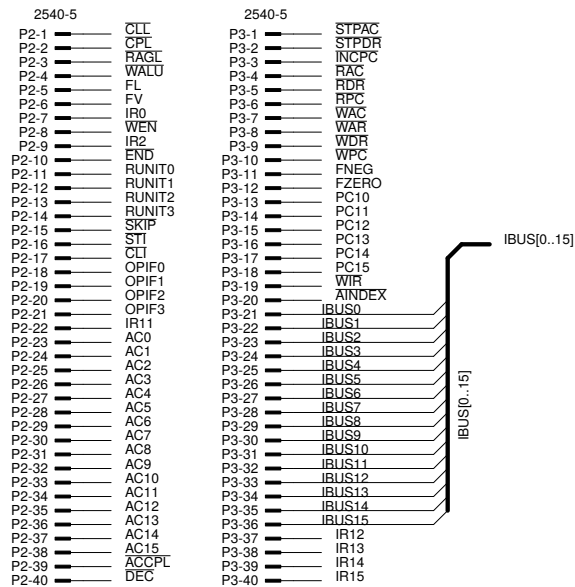 2540-5
P2-1 CLL
P2-2 CPL
P2-3 RAGL
P2-4 WALU
P2-5 FL
P2-6 FV
P2-7 IR0
P2-8 WEN
P2-9 IR2
P2-10 END
P2-11 RUNIT0
P2-12 RUNIT1
P2-13 RUNIT2
P2-14 RUNIT3
P2-15 SKIP
P2-16 STI
P2-17 CLI
P2-18 OPIF0
P2-19 OPIF1
P2-20 OPIF2
P2-21 OPIF3
P2-22 IR11
P2-23 AC0
P2-24 AC1
P2-25 AC2
P2-26 AC3
P2-27 AC4
P2-28 AC5
P2-29 AC6
P2-30 AC7
P2-31 AC8
P2-32 AC9
P2-33 AC10
P2-34 AC11
P2-35 AC12
P2-36 AC13
P2-37 AC14
P2-38 AC15
P2-39 ACCPL
P2-40 DEC
2540-5
P3-1 STPAC
P3-2 STPDR
P3-3 INCPC
P3-4 RAC
P3-5 RDR
P3-6 RPC
P3-7 WAC
P3-8 WAR
P3-9 WDR
P3-10 WPC
P3-11 FNEG
P3-12 FZERO
P3-13 PC10
P3-14 PC11
P3-15 PC12
P3-16 PC13
P3-17 PC14
P3-18 PC15
P3-19 WIR
P3-20 AINDEX
P3-21 IBUS0
P3-22 IBUS1
P3-23 IBUS2
P3-24 IBUS3
P3-25 IBUS4
P3-26 IBUS5
P3-27 IBUS6
P3-28 IBUS7
P3-29 IBUS8
P3-30 IBUS9
P3-31 IBUS10
P3-32 IBUS11
P3-33 IBUS12
P3-34 IBUS13
P3-35 IBUS14
P3-36 IBUS15
P3-37 IR12
P3-38 IR13
P3-39 IR14
P3-40 IR15
IBUS[0..15]
IBUS[0..15]